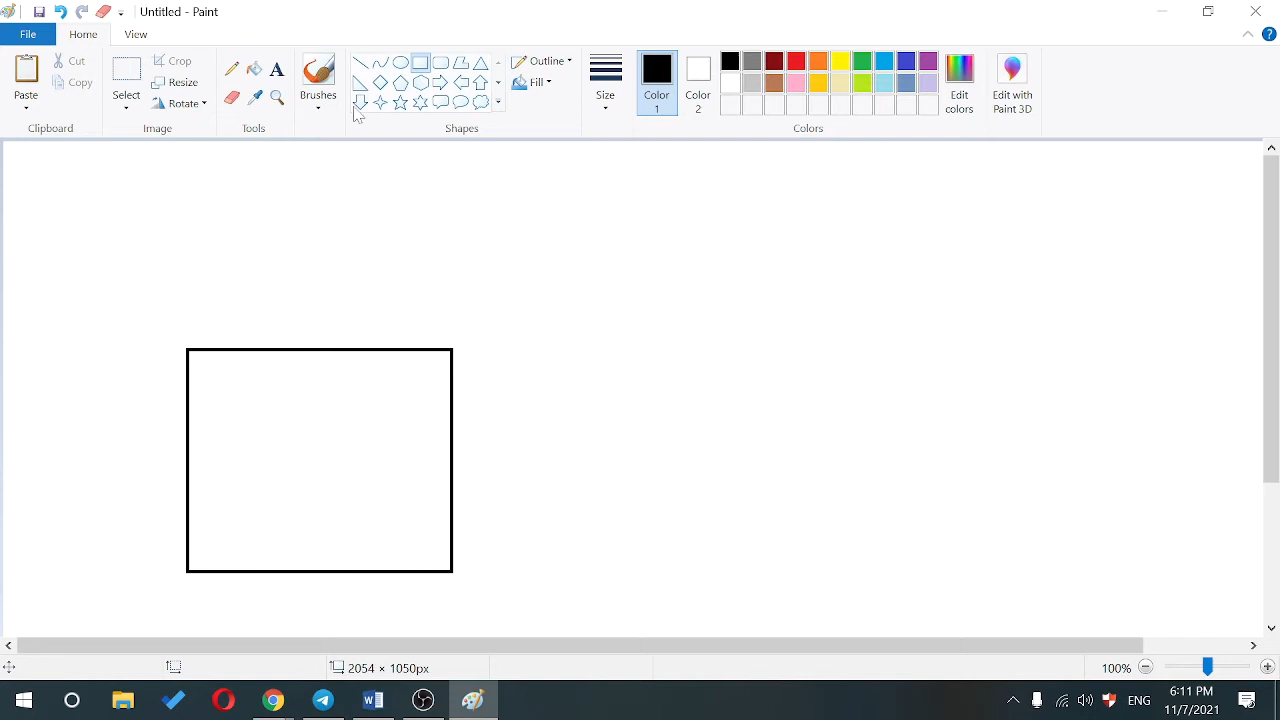 Untitled - Paint
File
Home
View
Paste
Cut
Copy
Clipboard
Select
Crop
Resize
Rotate
Image
A
Tools
Brushes
Shapes
Outline
Fill
Size
Color 1
Color 2
Colors
Edit colors
Edit with Paint 3D
2054 × 1050px
100%
ENG
6:11 PM
11/7/2021